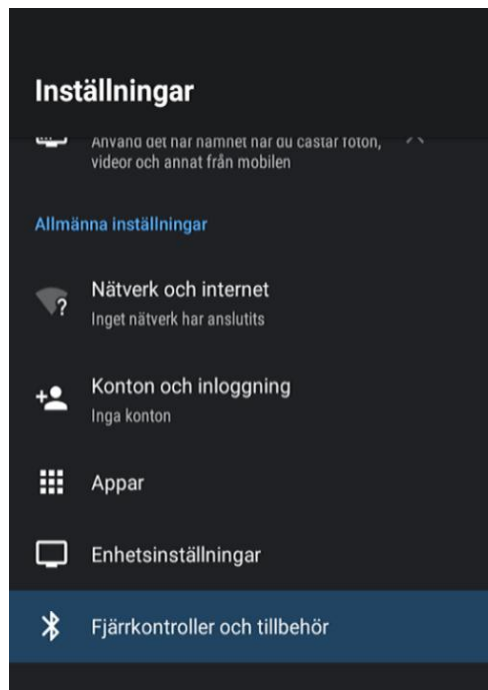 Inställningar
Använd det här namnet när du castar foton,
videor och annat från mobilen
Allmänna inställningar
Nätverk och internet
Inget nätverk har anslutits
Konton och inloggning
Inga konton
Appar
Enhetsinställningar
Fjärrkontroller och tillbehör